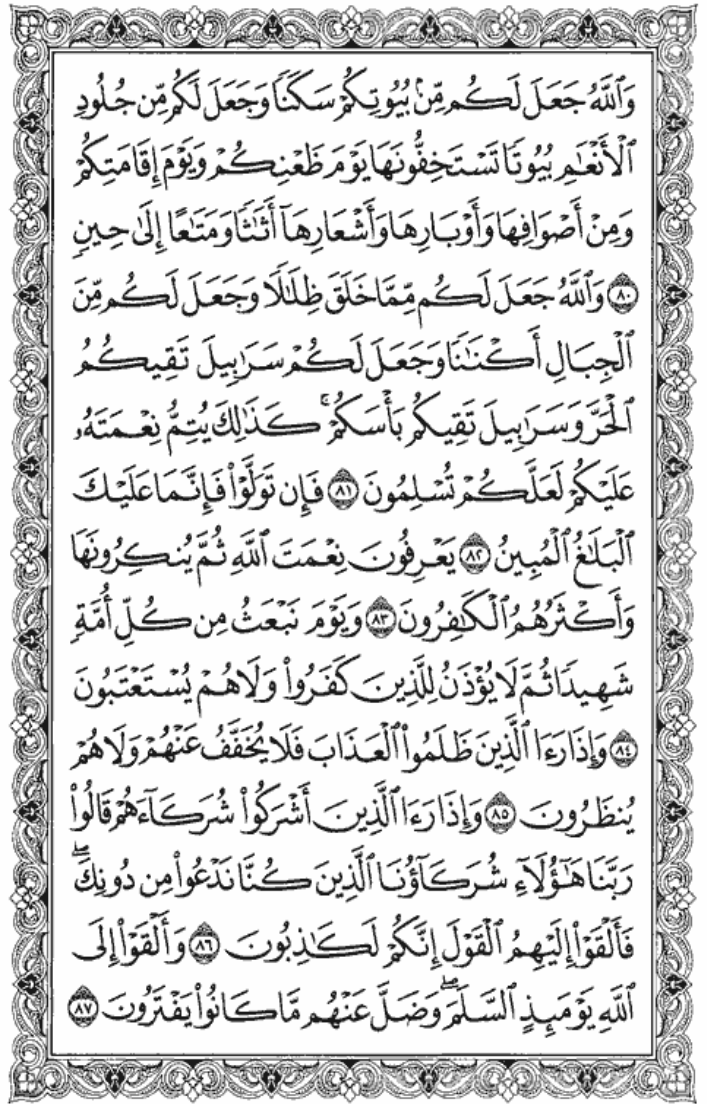 وَٱللَّهُ جَعَلَ لَكُم مِّنۢ بُيُوتِكُمْ سَكَنًا وَجَعَلَ لَكُم مِّن جُلُودِ
ٱلْأَنْعَٰمِ بُيُوتًا تَسْتَخِفُّونَهَا يَوْمَ ظَعْنِكُمْ وَيَوْمَ إِقَامَتِكُمْ
وَمِنْ أَصْوَافِهَا وَأَوْبَارِهَا وَأَشْعَارِهَآ أَثَٰثًا وَمَتَٰعًا إِلَىٰ حِينٍ
٨٠ وَٱللَّهُ جَعَلَ لَكُم مِّمَّا خَلَقَ ظِلَٰلًا وَجَعَلَ لَكُم مِّنَ
ٱلْجِبَالِ أَكْنَٰنًا وَجَعَلَ لَكُمْ سَرَٰبِيلَ تَقِيكُمُ
ٱلْحَرَّ وَسَرَٰبِيلَ تَقِيكُم بَأْسَكُمْ ۚ كَذَٰلِكَ يُتِمُّ نِعْمَتَهُۥ
عَلَيْكُمْ لَعَلَّكُمْ تُسْلِمُونَ ٨١ فَإِن تَوَلَّوْا۟ فَإِنَّمَا عَلَيْكَ
ٱلْبَلَٰغُ ٱلْمُبِينُ ٨٢ يَعْرِفُونَ نِعْمَتَ ٱللَّهِ ثُمَّ يُنكِرُونَهَا
وَأَكْثَرُهُمُ ٱلْكَٰفِرُونَ ٨٣ وَيَوْمَ نَبْعَثُ مِن كُلِّ أُمَّةٍ
شَهِيدًا ثُمَّ لَا يُؤْذَنُ لِلَّذِينَ كَفَرُوا۟ وَلَا هُمْ يُسْتَعْتَبُونَ
٨٤ وَإِذَا رَءَا ٱلَّذِينَ ظَلَمُوا۟ ٱلْعَذَابَ فَلَا يُخَفَّفُ عَنْهُمْ وَلَا هُمْ
يُنظَرُونَ ٨٥ وَإِذَا رَءَا ٱلَّذِينَ أَشْرَكُوا۟ شُرَكَآءَهُمْ قَالُوا۟
رَبَّنَا هَٰٓؤُلَآءِ شُرَكَآؤُنَا ٱلَّذِينَ كُنَّا نَدْعُوا۟ مِن دُونِكَ ۖ
فَأَلْقَوْا۟ إِلَيْهِمُ ٱلْقَوْلَ إِنَّكُمْ لَكَٰذِبُونَ ٨٦ وَأَلْقَوْا۟ إِلَى
ٱللَّهِ يَوْمَئِذٍ ٱلسَّلَمَ ۖ وَضَلَّ عَنْهُم مَّا كَانُوا۟ يَفْتَرُونَ ٨٧